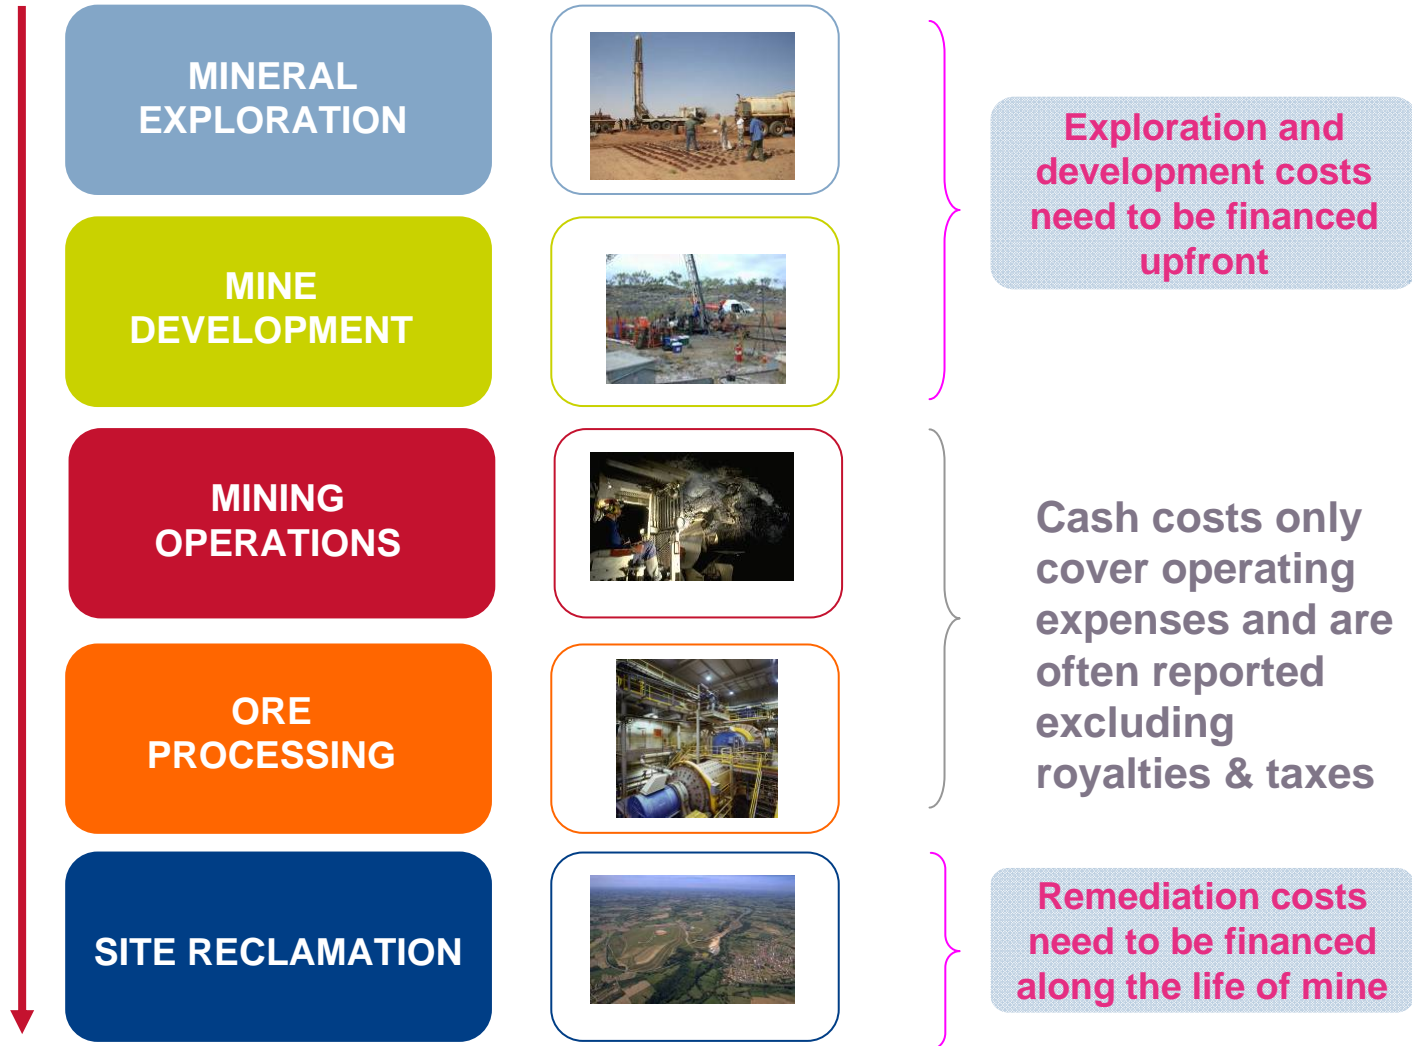 MINERAL
EXPLORATION
Exploration and
development costs
need to be financed
upfront
MINE
DEVELOPMENT
MINING
OPERATIONS
Cash costs only
cover operating
expenses and are
often reported
excluding
royalties & taxes
ORE
PROCESSING
SITE RECLAMATION
Remediation costs
need to be financed
along the life of mine